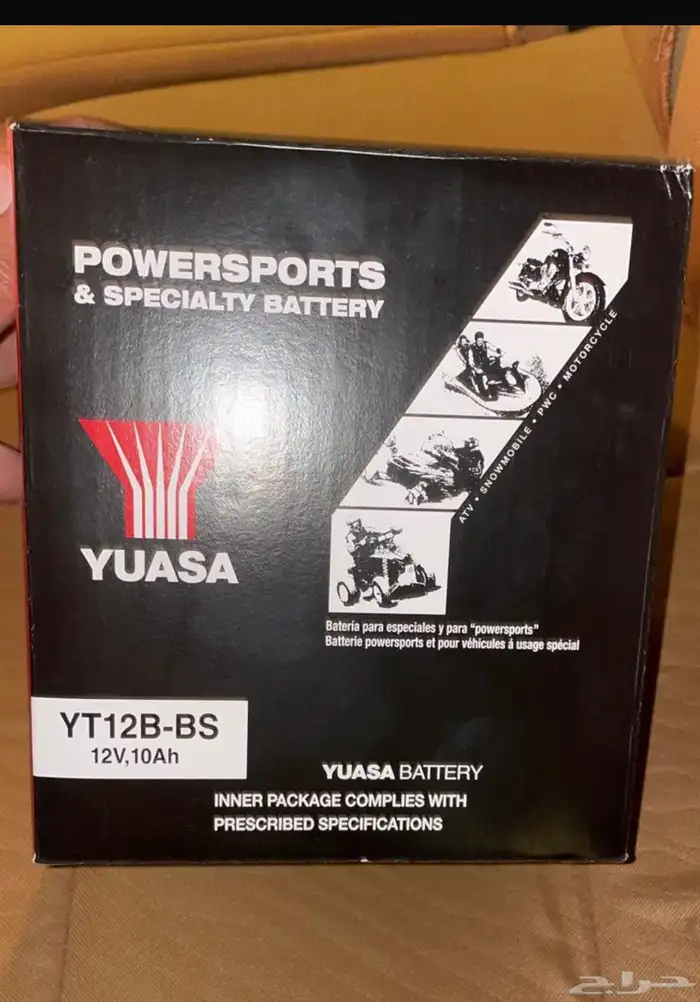 POWERSPORTS
& SPECIALTY BATTERY
ATV • SNOWMOBILE • PWC • MOTORCYCLE
YUASA
Bateria para especiales y para “powersports”
Batterie powersports et pour véhicules á usage spécial
YT12B-BS
12V,10Ah
YUASA BATTERY
INNER PACKAGE COMPLIES WITH
PRESCRIBED SPECIFICATIONS
حراج